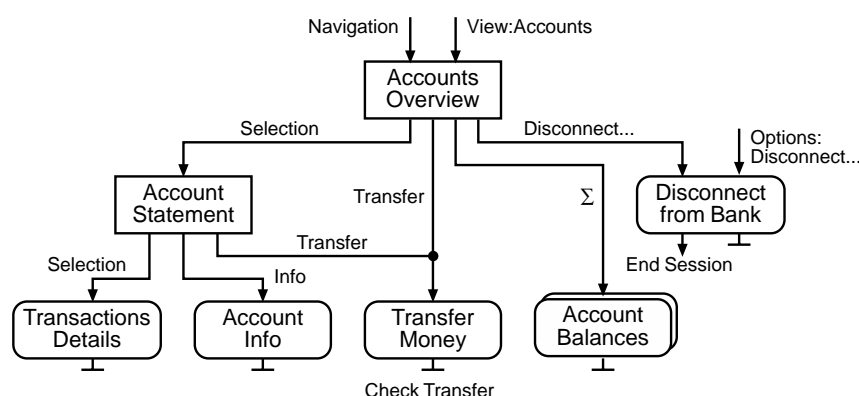 Navigation
View:Accounts
Accounts
Overview
Selection
Disconnect...
Options:
Disconnect...
Account
Statement
Transfer
Σ
Disconnect
from Bank
Transfer
Selection
Info
End Session
Transactions
Details
Account
Info
Transfer
Money
Account
Balances
Check Transfer